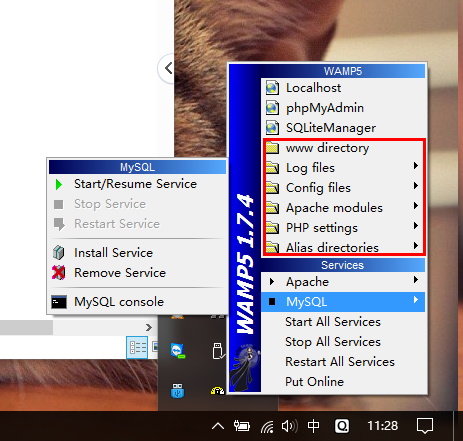 WAMP5
Localhost
phpMyAdmin
SQLiteManager
www directory
Log files
Config files
Apache modules
PHP settings
Alias directories
Services
Apache
MySQL
Start All Services
Stop All Services
Restart All Services
Put Online
WAMP5 1.7.4
MySQL
Start/Resume Service
Stop Service
Restart Service
Install Service
Remove Service
MySQL console
中
Q
11:28